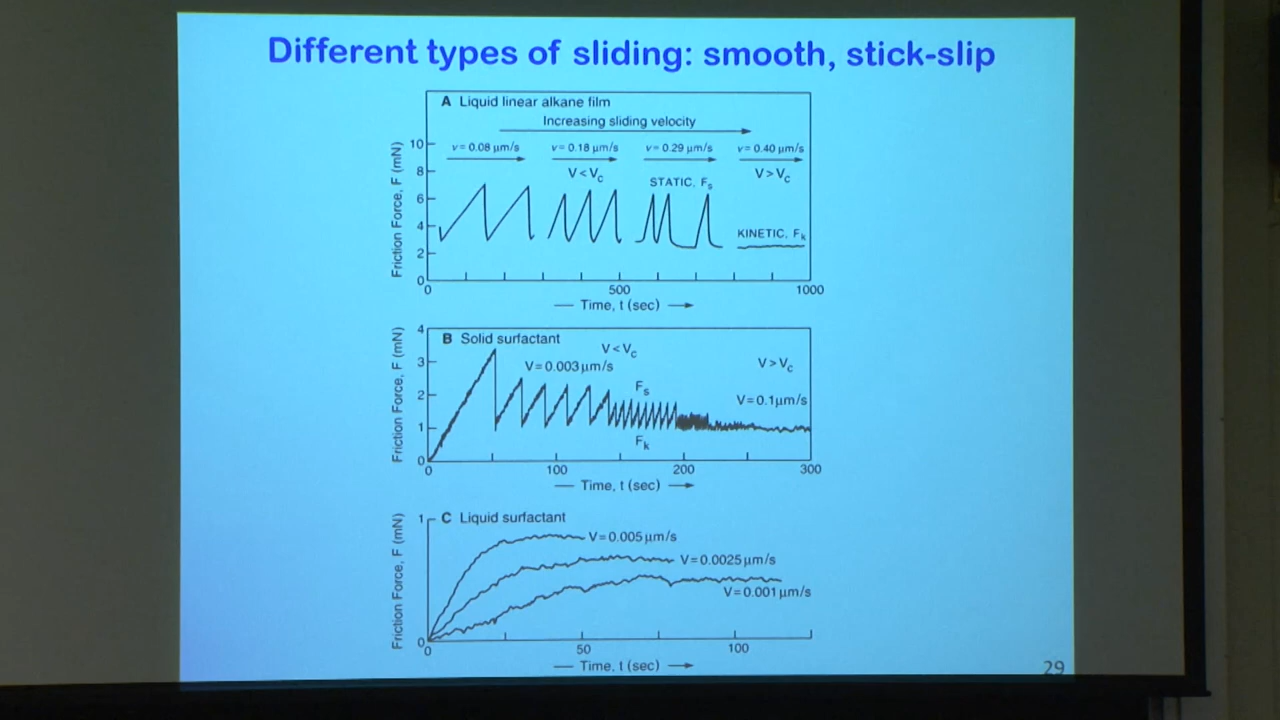 Different types of sliding: smooth, stick-slip
A Liquid linear alkane film
Increasing sliding velocity
v=0.08 μm/s v=0.18 μm/s v=0.29 μm/s v=0.40 μm/s
V<Vc STATIC, Fs V>Vc
KINETIC, Fk
Friction Force, F (mN)
10
8
6
4
2
0
0 500 1000
Time, t (sec)
B Solid surfactant
V<Vc
V=0.003 μm/s
V>Vc
Fs
V=0.1 μm/s
Fk
Friction Force, F (mN)
4
3
2
1
0
0 100 200 300
Time, t (sec)
C Liquid surfactant
V=0.005 μm/s
V=0.0025 μm/s
V=0.001 μm/s
Friction Force, F (mN)
1
0
0 50 100
Time, t (sec)
29